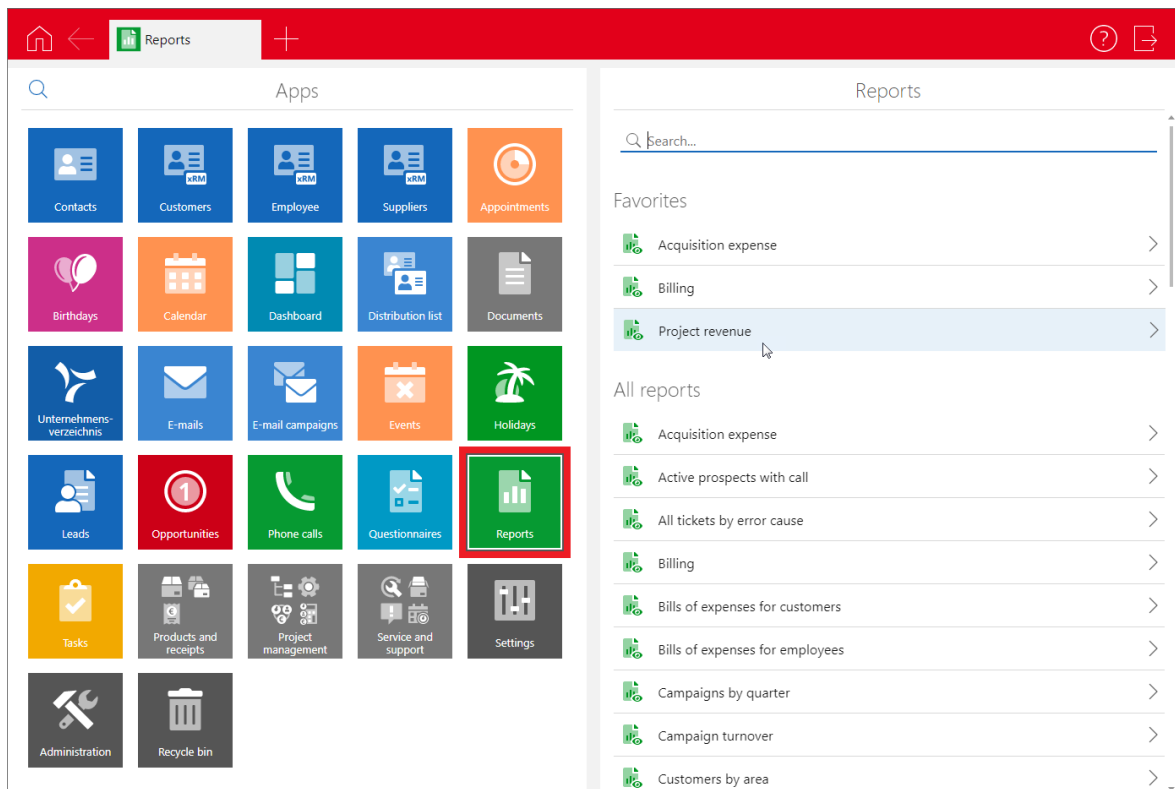 Reports
?
Apps
Contacts
Customers
xRM
Employee
xRM
Suppliers
xRM
Appointments
Birthdays
Calendar
Dashboard
Distribution list
Documents
Unternehmens-
verzeichnis
E-mails
E-mail campaigns
Events
Holidays
Leads
1
Opportunities
Phone calls
Questionnaires
Reports
Tasks
Products and
receipts
Project
management
Service and
support
Settings
Administration
Recycle bin
Reports
Search...
Favorites
Acquisition expense
Billing
Project revenue
All reports
Acquisition expense
Active prospects with call
All tickets by error cause
Billing
Bills of expenses for customers
Bills of expenses for employees
Campaigns by quarter
Campaign turnover
Customers by area